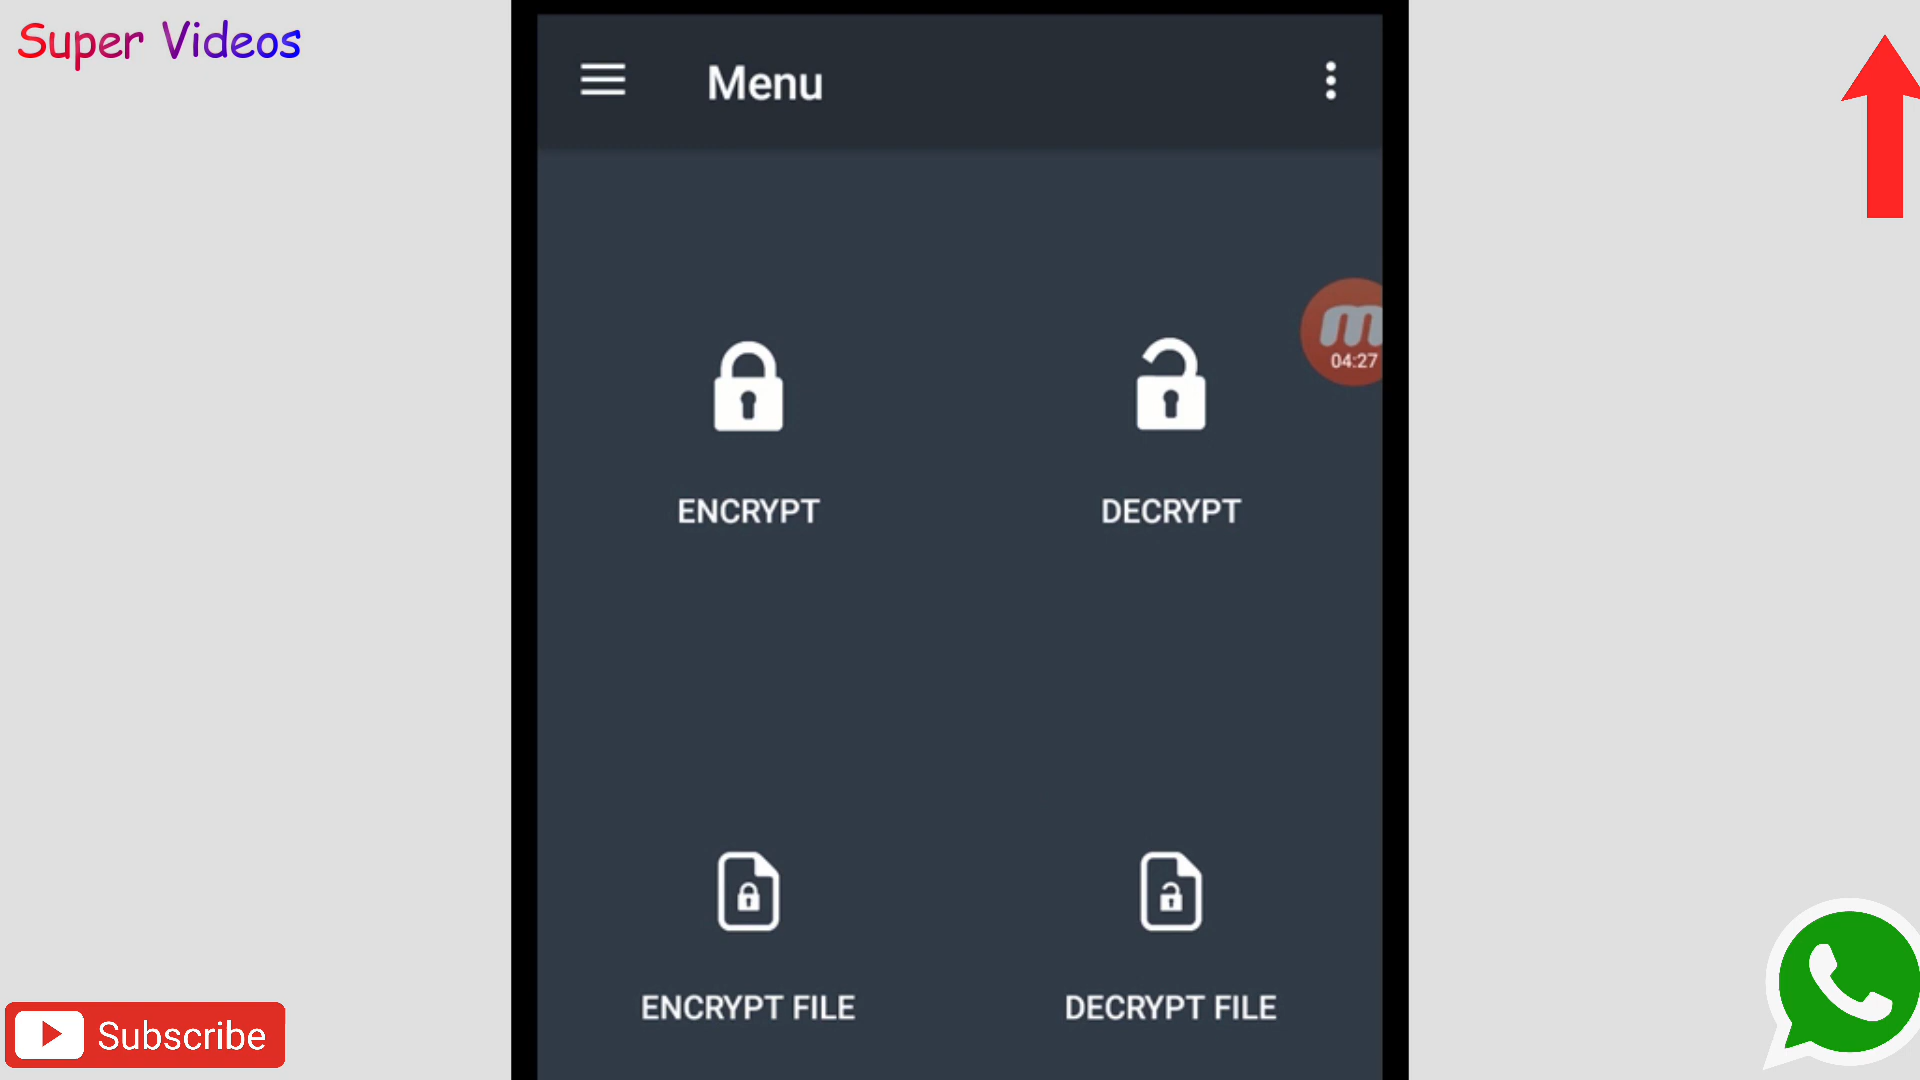 Super Videos
Menu
04:27
ENCRYPT
DECRYPT
ENCRYPT FILE
DECRYPT FILE
Subscribe